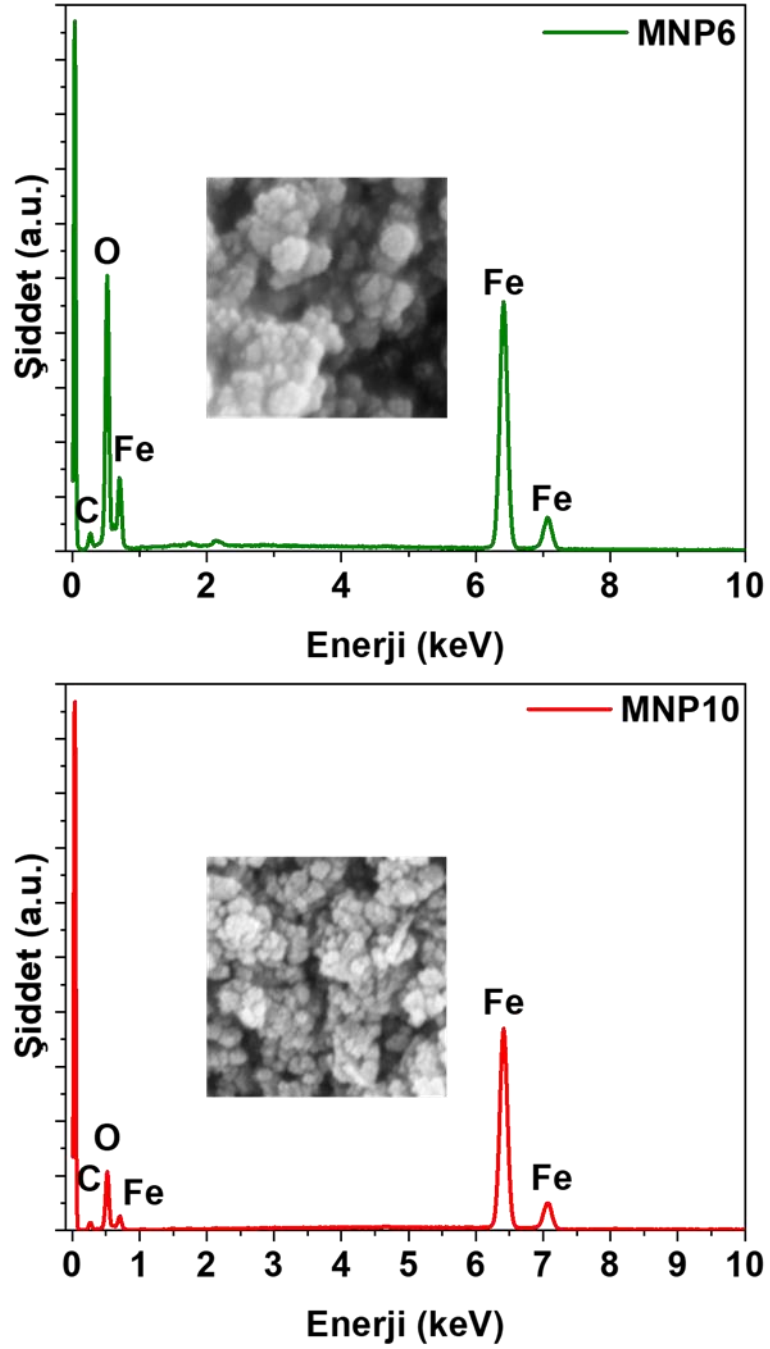 MNP6
Şiddet (a.u.)
O
Fe
C
Fe
Fe
0 2 4 6 8 10
Enerji (keV)
MNP10
Şiddet (a.u.)
Fe
O
C
Fe
Fe
0 1 2 3 4 5 6 7 8 9 10
Enerji (keV)